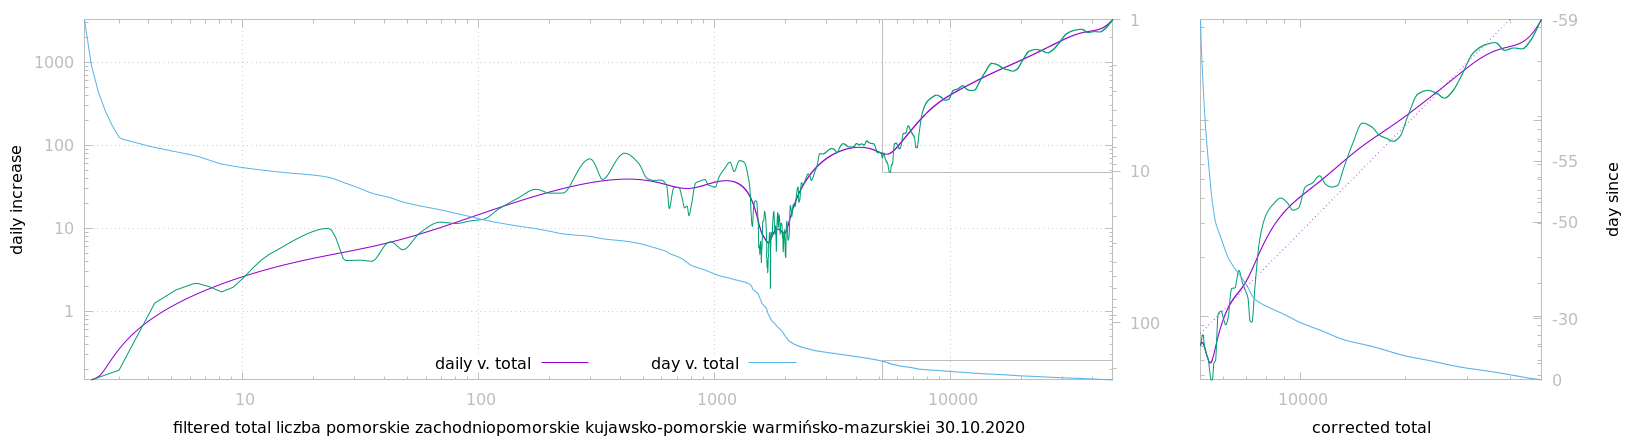 daily increase
1000
100
10
1
daily v. total
day v. total
10
100
1000
10000
1
10
100
filtered total liczba pomorskie zachodniopomorskie kujawsko-pomorskie warmińsko-mazurskiei 30.10.2020
-59
-55
-50
-30
0
day since
10000
corrected total